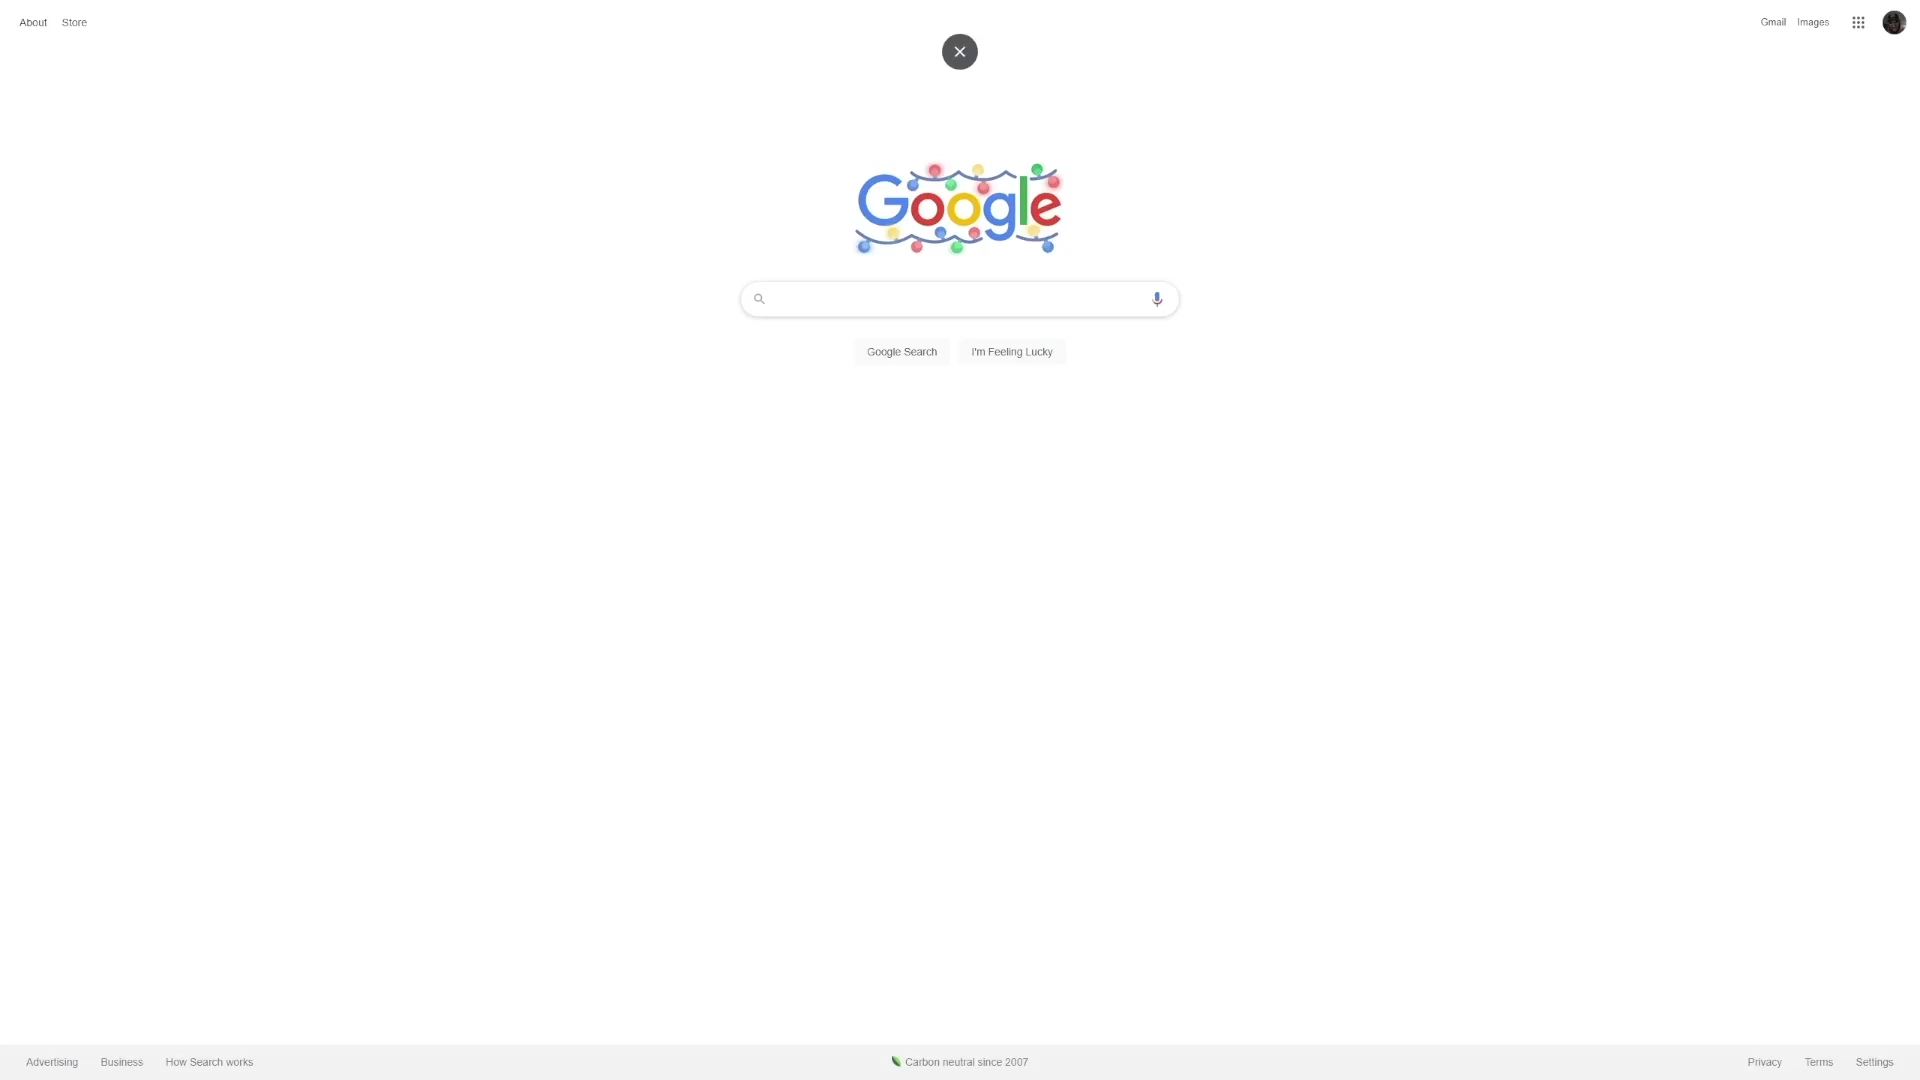 About Store Gmail Images
Google
Google Search I'm Feeling Lucky
Advertising Business How Search works Carbon neutral since 2007 Privacy Terms Settings